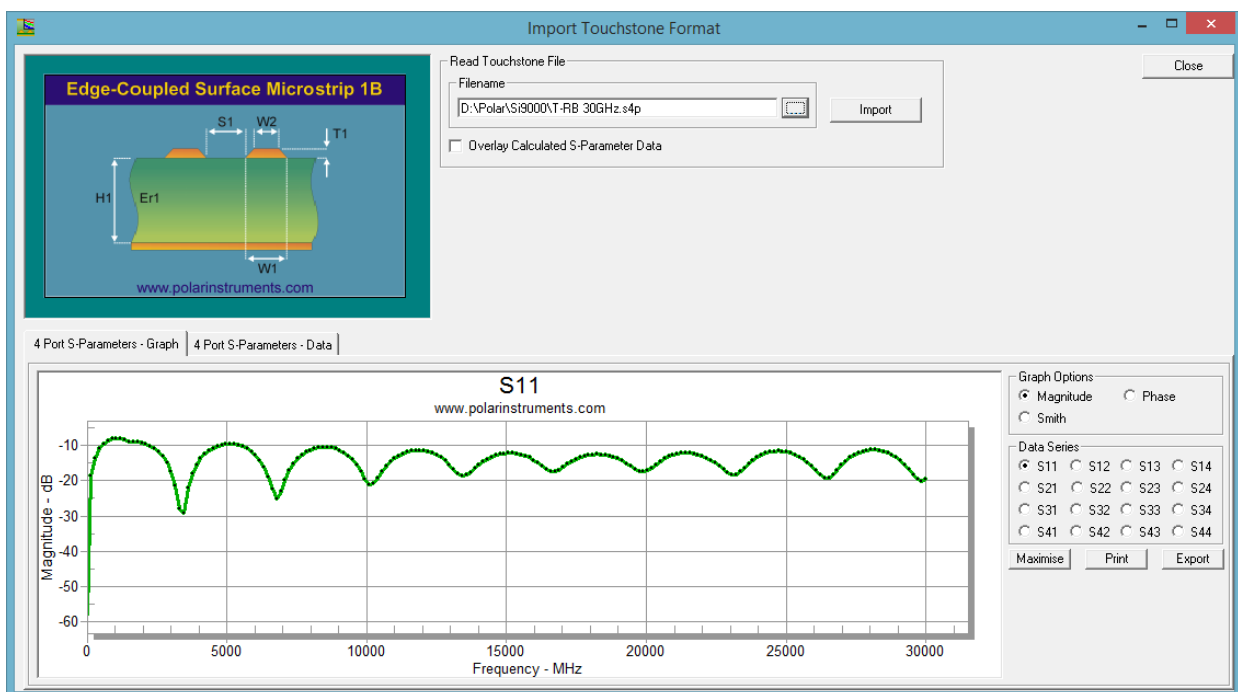 Import Touchstone Format
Edge-Coupled Surface Microstrip 1B
S1
W2
T1
H1
Er1
W1
www.polarinstruments.com
Read Touchstone File
Filename
D:\Polar\Si9000\T-RB 30GHz.s4p
...
Import
Overlay Calculated S-Parameter Data
Close
4 Port S-Parameters - Graph
4 Port S-Parameters - Data
S11
www.polarinstruments.com
Magnitude - dB
-10
-20
-30
-40
-50
-60
0 5000 10000 15000 20000 25000 30000
Frequency - MHz
Graph Options
Magnitude Phase
Smith
Data Series
S11 S12 S13 S14
S21 S22 S23 S24
S31 S32 S33 S34
S41 S42 S43 S44
Maximise Print Export